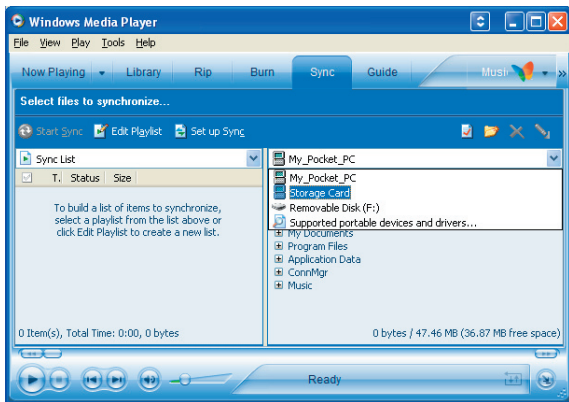 Windows Media Player
File View Play Tools Help
Now Playing Library Rip Burn Sync Guide Music
Select files to synchronize...
Start Sync Edit Playlist Set up Sync
Sync List
My_Pocket_PC
T. Status Size
My_Pocket_PC
Storage Card
Removable Disk (F:)
Supported portable devices and drivers...
To build a list of items to synchronize,
select a playlist from the list above or
click Edit Playlist to create a new list.
My Documents
Program Files
Application Data
ConnMgr
Music
0 Item(s), Total Time: 0:00, 0 bytes
0 bytes / 47.46 MB (36.87 MB free space)
Ready